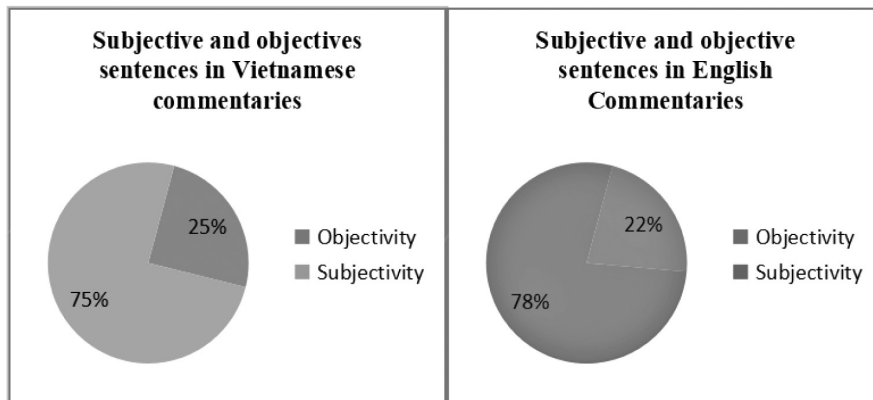 Subjective and objectives
sentences in Vietnamese
commentaries
25%
75%
Objectivity
Subjectivity
Subjective and objective
sentences in English
Commentaries
22%
78%
Objectivity
Subjectivity